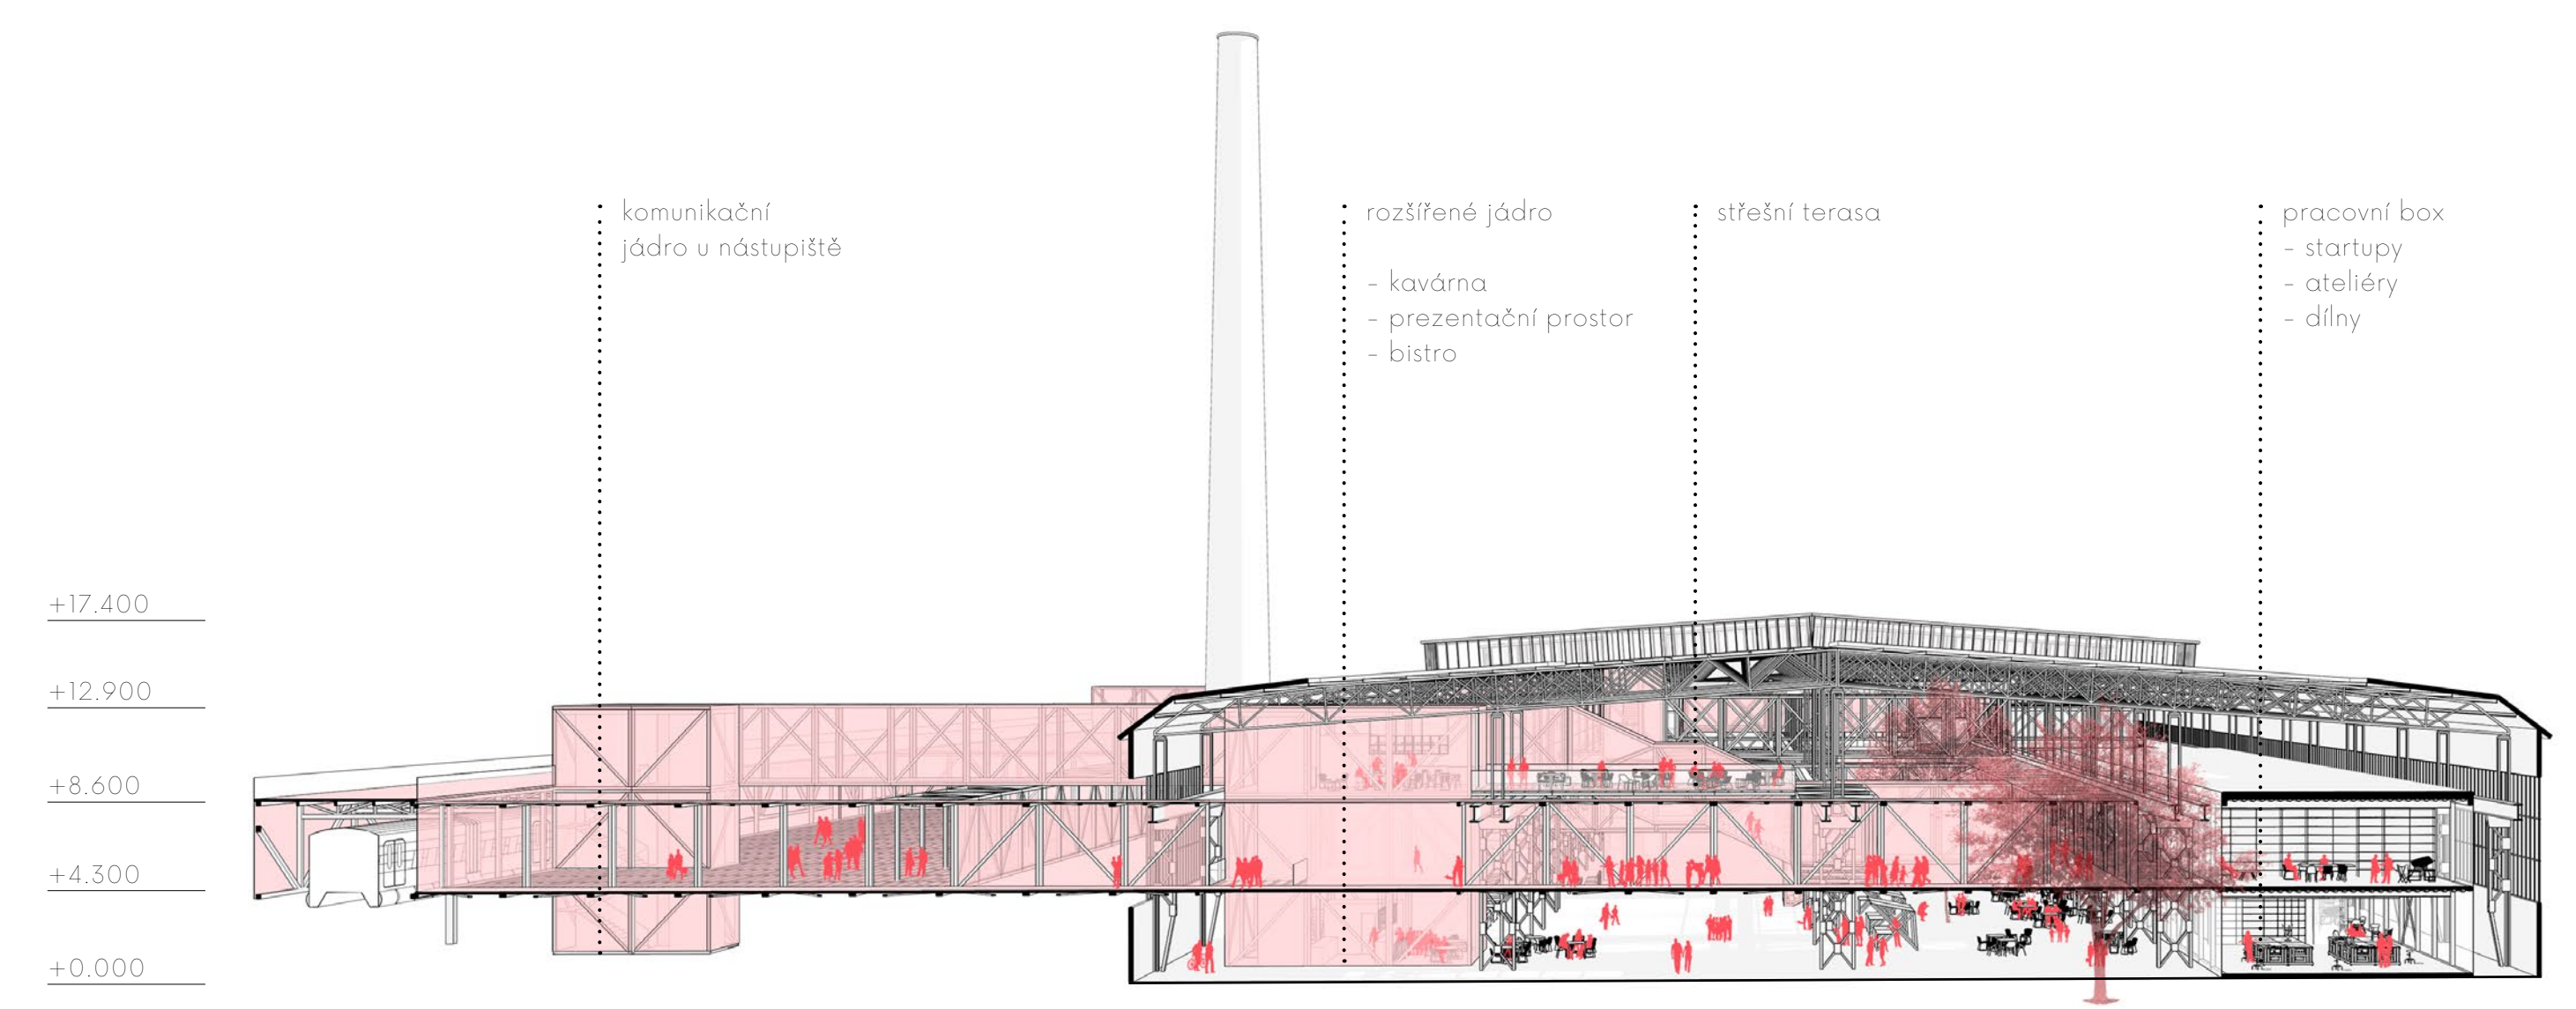 komunikační
jádro u nástupiště
rozšířené jádro
- kavárna
- prezentační prostor
- bistro
střešní terasa
pracovní box
- startupy
- ateliéry
- dílny
+17.400
+12.900
+8.600
+4.300
+0.000